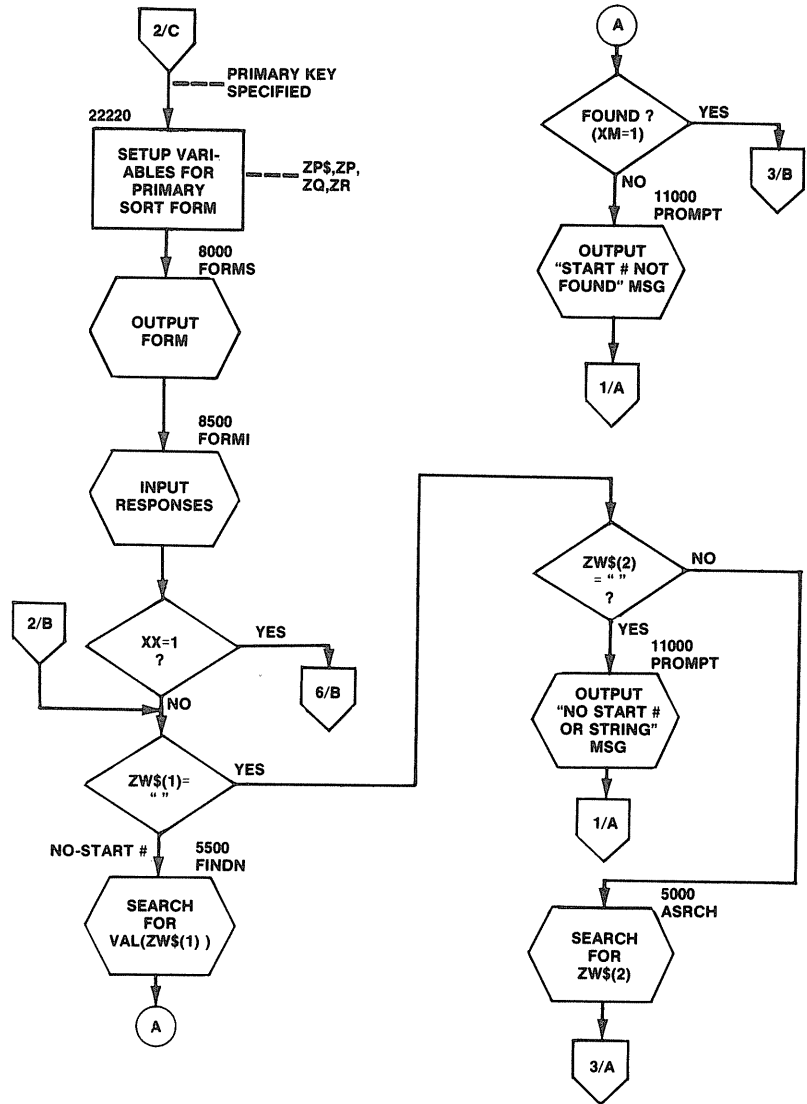 2/C
PRIMARY KEY
SPECIFIED
22220
SETUP VARI-
ABLES FOR
PRIMARY
SORT FORM
ZP$,ZP,
ZQ,ZR
8000
FORMS
OUTPUT
FORM
8500
FORMI
INPUT
RESPONSES
2/B
XX=1
?
YES
6/B
NO
ZW$(1)=
“ ”
YES
NO-START #
5500
FINDN
SEARCH
FOR
VAL(ZW$(1) )
A
A
FOUND ?
(XM=1)
YES
3/B
NO
11000
PROMPT
OUTPUT
“START # NOT
FOUND” MSG
1/A
ZW$(2)
= “ ”
?
NO
YES
11000
PROMPT
OUTPUT
“NO START #
OR STRING”
MSG
1/A
5000
ASRCH
SEARCH
FOR
ZW$(2)
3/A